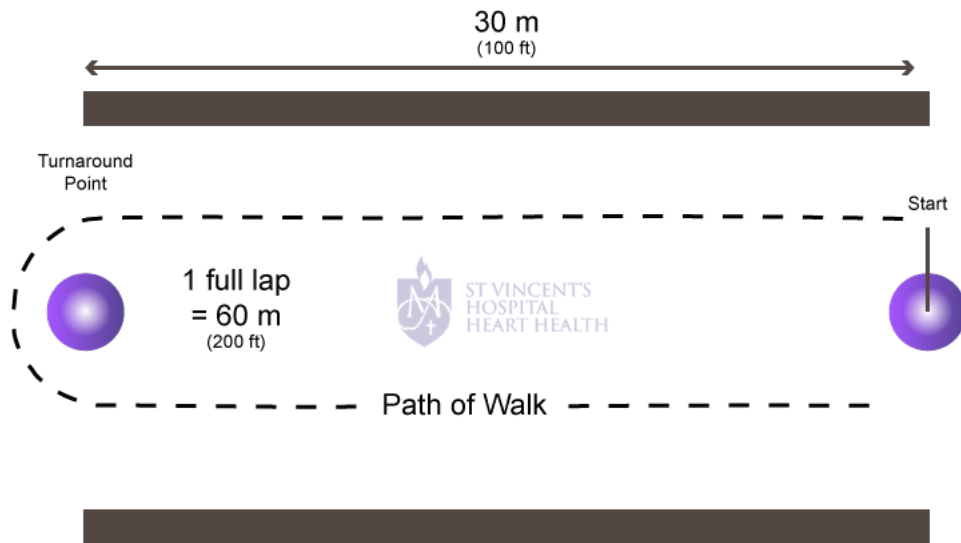 30 m
(100 ft)
Turnaround
Point
Start
1 full lap
= 60 m
(200 ft)
ST VINCENT'S
HOSPITAL
HEART HEALTH
Path of Walk